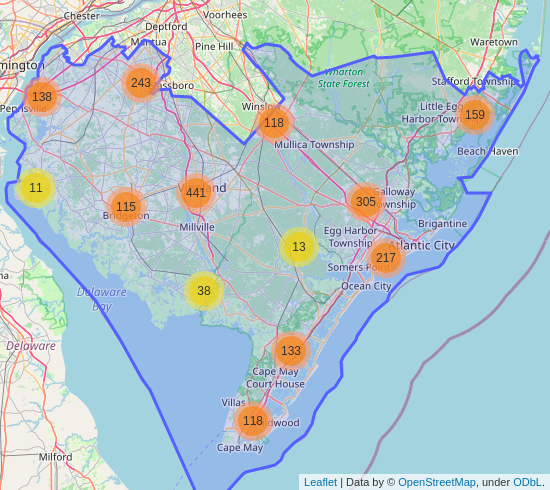 Chester
Voorhees
Deptford
Mantua
Pine Hill
Waretown
mington
243
ssboro
Wharton
State Forest
Stafford Township
138
Pennsville
Winslow
118
Little Egg
Harbor Town
159
Mullica Township
Beach Haven
11
441
Vineland
Galloway
Township
305
115
Bridgeton
Millville
Egg Harbor
Township
Brigantine
13
Atlantic City
Somers Point
217
Ocean City
38
Delaware
Bay
Delaware
133
Cape May
Court House
Villas
118
Wildwood
Cape May
Milford
Leaflet | Data by © OpenStreetMap, under ODbL.